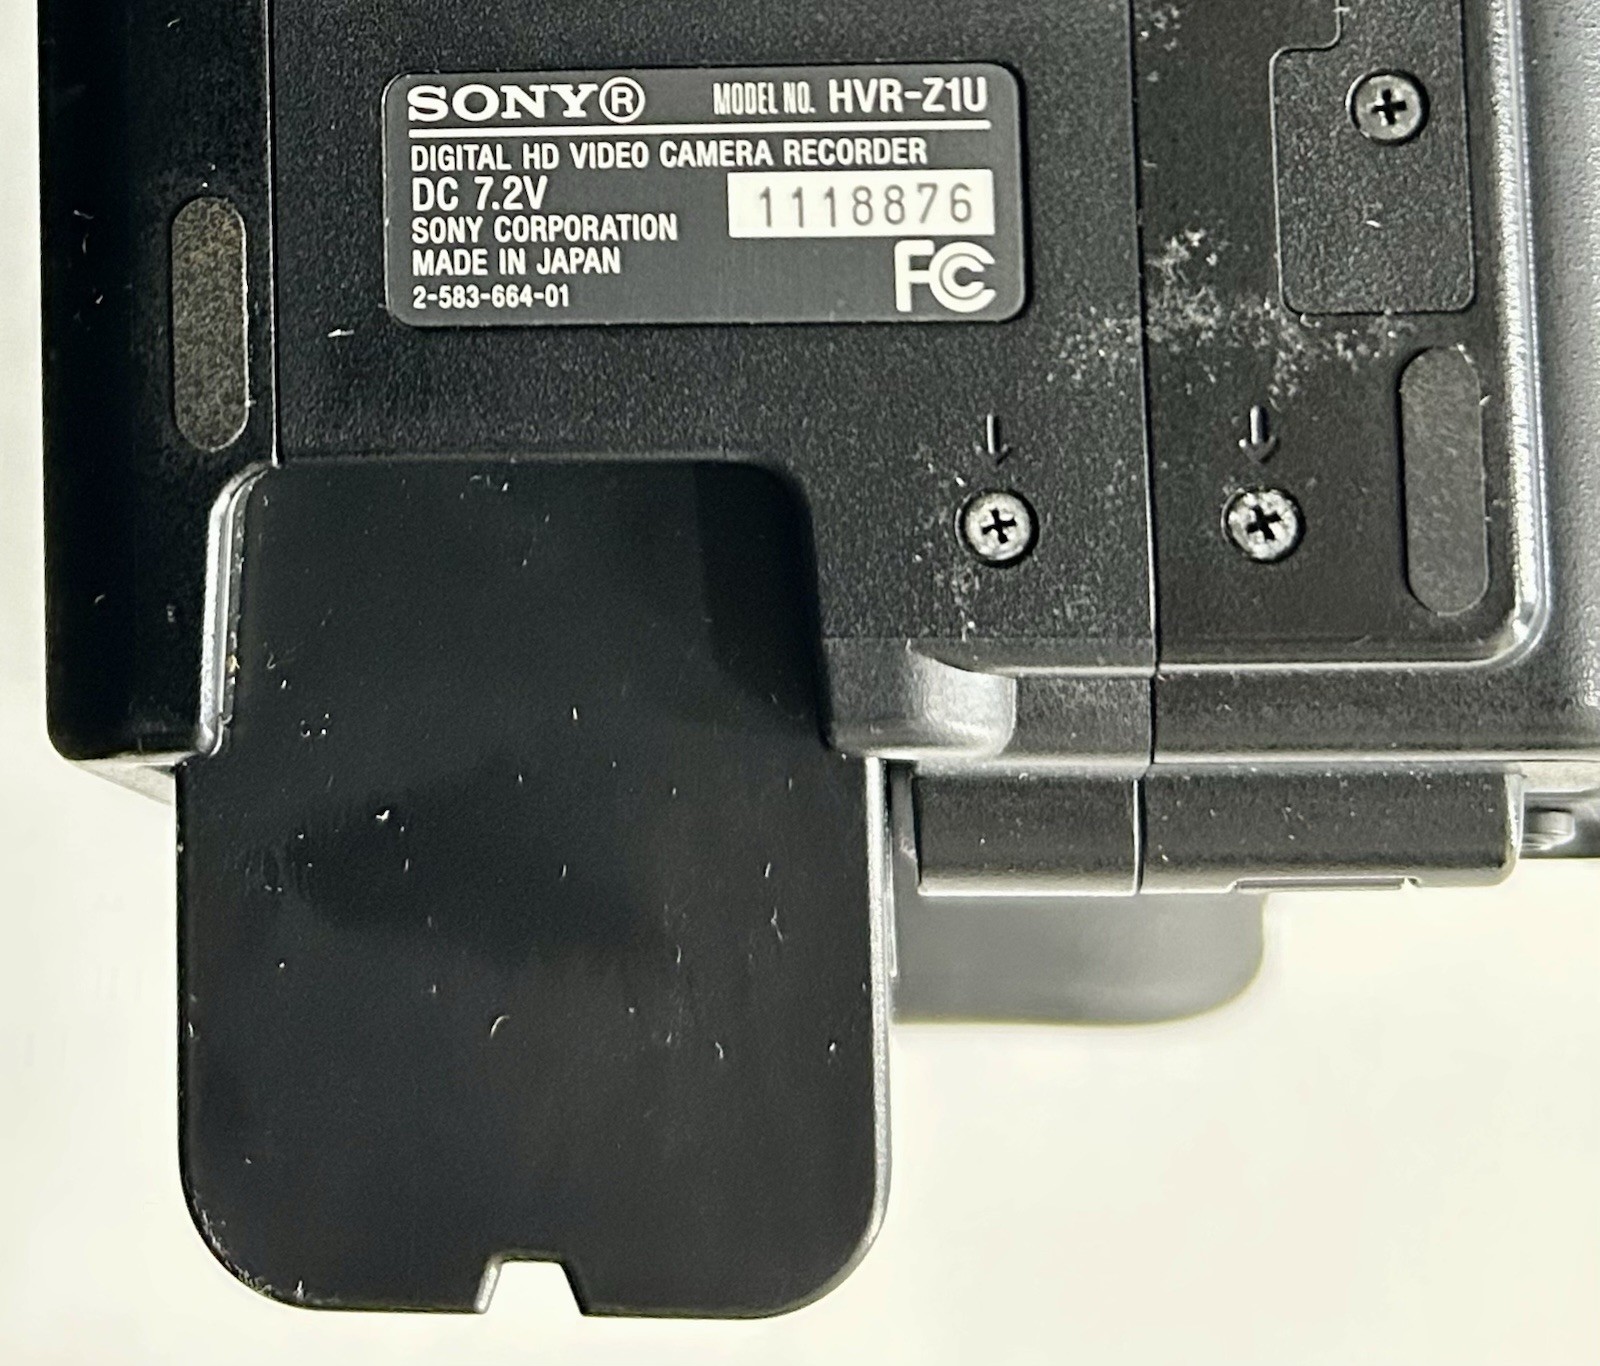 SONY® MODEL NO. HVR-Z1U
DIGITAL HD VIDEO CAMERA RECORDER
DC 7.2V
1118876
SONY CORPORATION
MADE IN JAPAN
2-583-664-01
FC